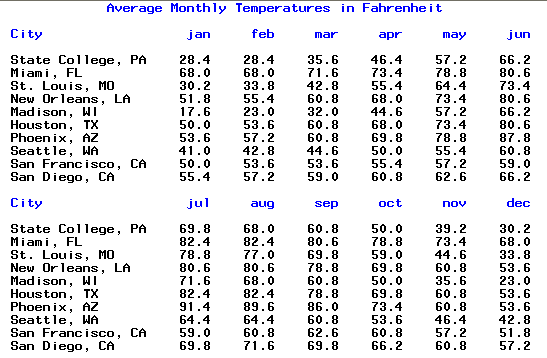 Average Monthly Temperatures in Fahrenheit
City jan feb mar apr may jun
State College, PA 28.4 28.4 35.6 46.4 57.2 66.2
Miami, FL 68.0 68.0 71.6 73.4 78.8 80.6
St. Louis, MO 30.2 33.8 42.8 55.4 64.4 73.4
New Orleans, LA 51.8 55.4 60.8 68.0 73.4 80.6
Madison, WI 17.6 23.0 32.0 44.6 57.2 66.2
Houston, TX 50.0 53.6 60.8 68.0 73.4 80.6
Phoenix, AZ 53.6 57.2 60.8 69.8 78.8 87.8
Seattle, WA 41.0 42.8 44.6 50.0 55.4 60.8
San Francisco, CA 50.0 53.6 53.6 55.4 57.2 59.0
San Diego, CA 55.4 57.2 59.0 60.8 62.6 66.2
City jul aug sep oct nov dec
State College, PA 69.8 68.0 60.8 50.0 39.2 30.2
Miami, FL 82.4 82.4 80.6 78.8 73.4 68.0
St. Louis, MO 78.8 77.0 69.8 59.0 44.6 33.8
New Orleans, LA 80.6 80.6 78.8 69.8 60.8 53.6
Madison, WI 71.6 68.0 60.8 50.0 35.6 23.0
Houston, TX 82.4 82.4 78.8 69.8 60.8 53.6
Phoenix, AZ 91.4 89.6 86.0 73.4 60.8 53.6
Seattle, WA 64.4 64.4 60.8 53.6 46.4 42.8
San Francisco, CA 59.0 60.8 62.6 60.8 57.2 51.8
San Diego, CA 69.8 71.6 69.8 66.2 60.8 57.2